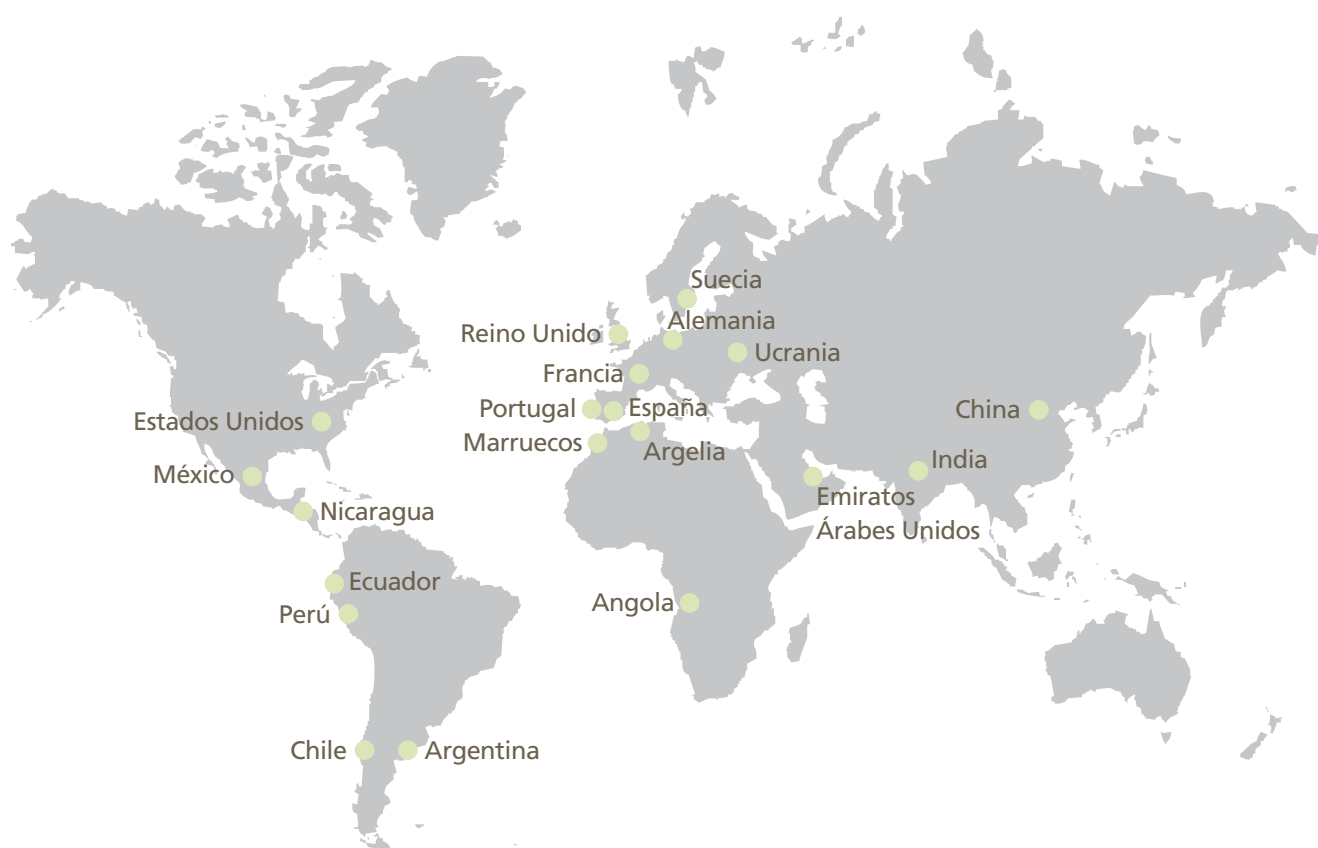 Suecia
Alemania
Reino Unido
Ucrania
Francia
Portugal
España
China
Estados Unidos
Marruecos
Argelia
India
México
Emiratos
Árabes Unidos
Nicaragua
Ecuador
Angola
Perú
Chile
Argentina